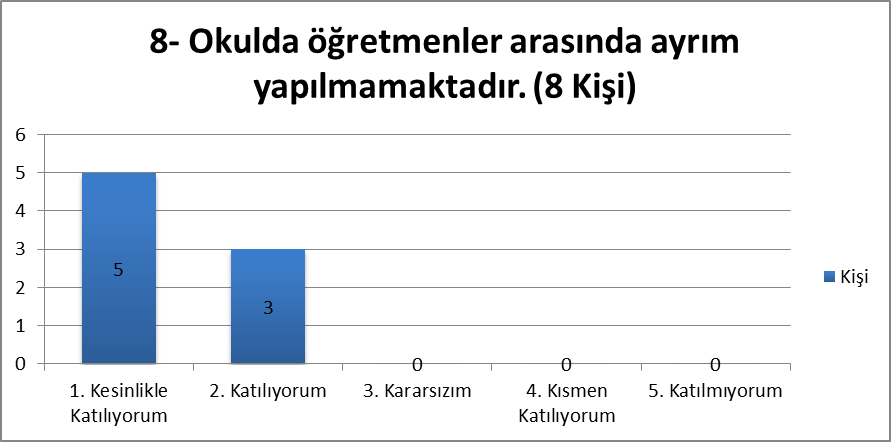 8- Okulda öğretmenler arasında ayrım
yapılmamaktadır. (8 Kişi)
6
5
4
3
2
1
0
5
3
0
0
0
1. Kesinlikle
Katılıyorum
2. Katılıyorum
3. Kararsızım
4. Kısmen
Katılıyorum
5. Katılmıyorum
Kişi